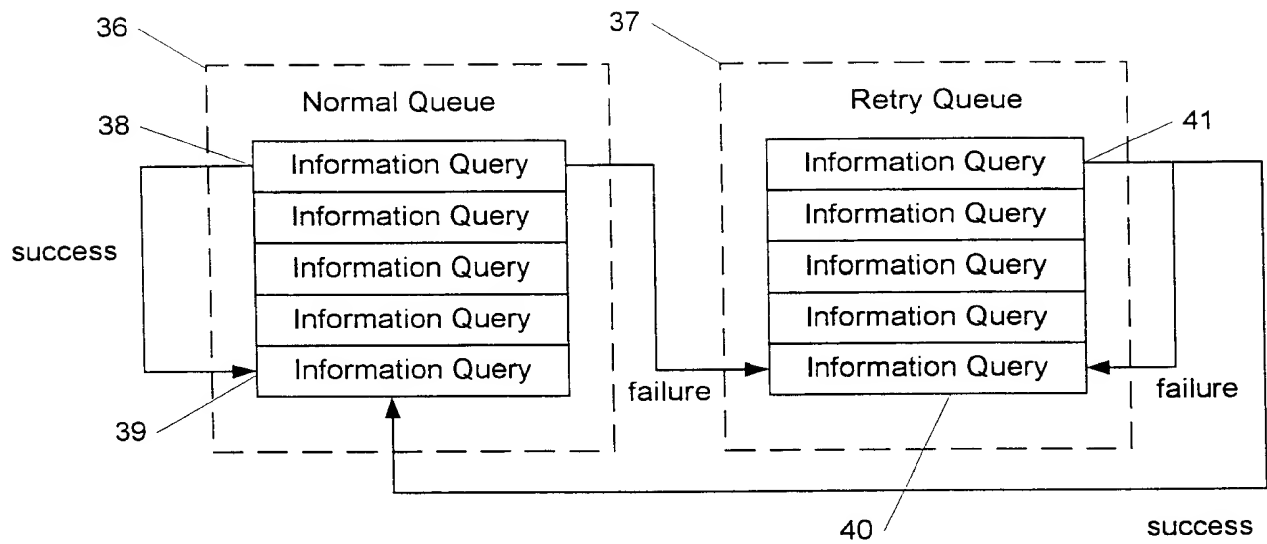 36
37
Normal Queue
Retry Queue
38
41
Information Query
Information Query
Information Query
Information Query
Information Query
Information Query
Information Query
Information Query
Information Query
Information Query
success
failure
failure
39
40
success